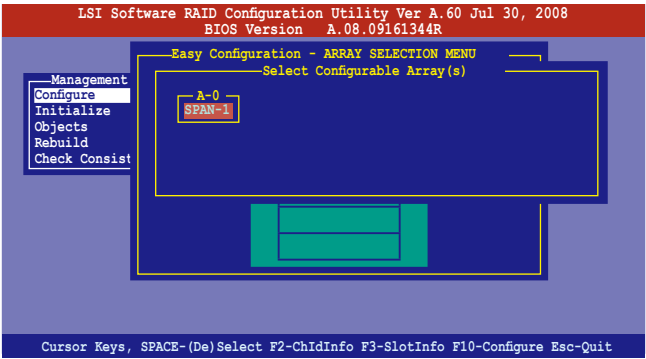 LSI Software RAID Configuration Utility Ver A.60 Jul 30, 2008
BIOS Version A.08.09161344R
Easy Configuration - ARRAY SELECTION MENU
Select Configurable Array(s)
Management
A-0
Configure
SPAN-1
Initialize
Objects
Rebuild
Check Consist
Cursor Keys, SPACE-(De)Select F2-ChIdInfo F3-SlotInfo F10-Configure Esc-Quit